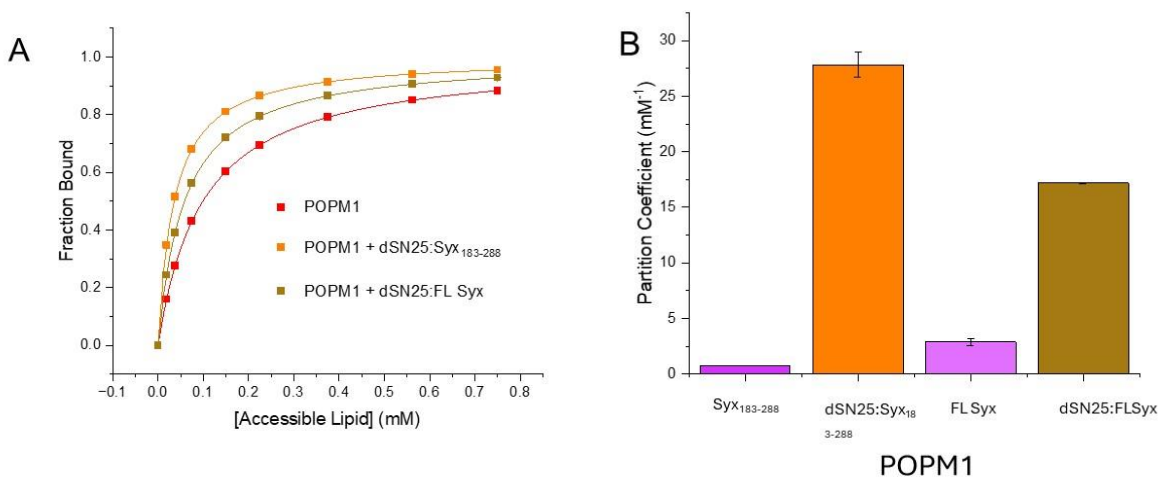 A
Fraction Bound
1.0
0.8
0.6
0.4
0.2
0.0
POPM1
POPM1 + dSN25:Syx183-288
POPM1 + dSN25:FL Syx
−0.1 0.0 0.1 0.2 0.3 0.4 0.5 0.6 0.7 0.8
[Accessible Lipid] (mM)
B
Partition Coefficient (mM-1)
30
25
20
15
10
5
0
Syx183-288 dSN25:Syx18 FL Syx dSN25:FLSyx
3-288
POPM1